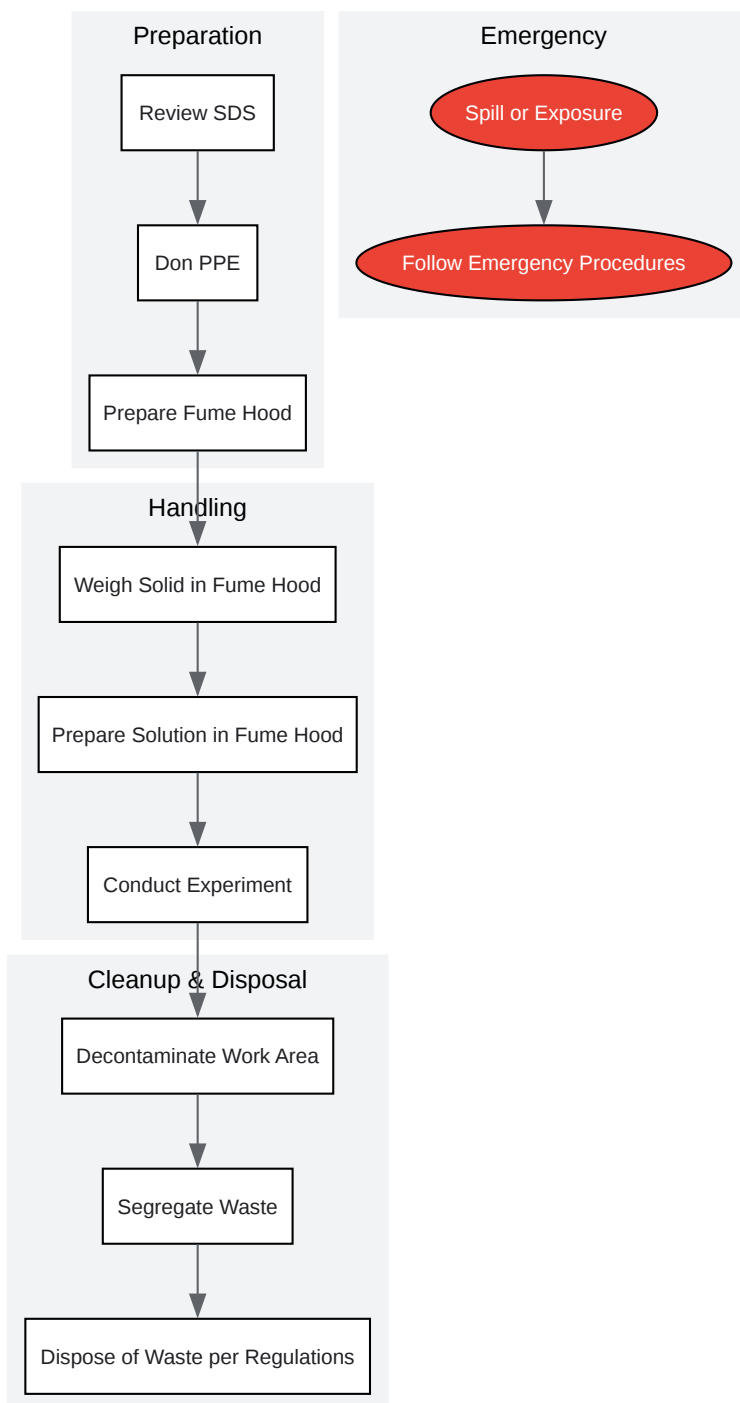 Preparation
Review SDS
Don PPE
Prepare Fume Hood
Emergency
Spill or Exposure
Follow Emergency Procedures
Handling
Weigh Solid in Fume Hood
Prepare Solution in Fume Hood
Conduct Experiment
Cleanup & Disposal
Decontaminate Work Area
Segregate Waste
Dispose of Waste per Regulations